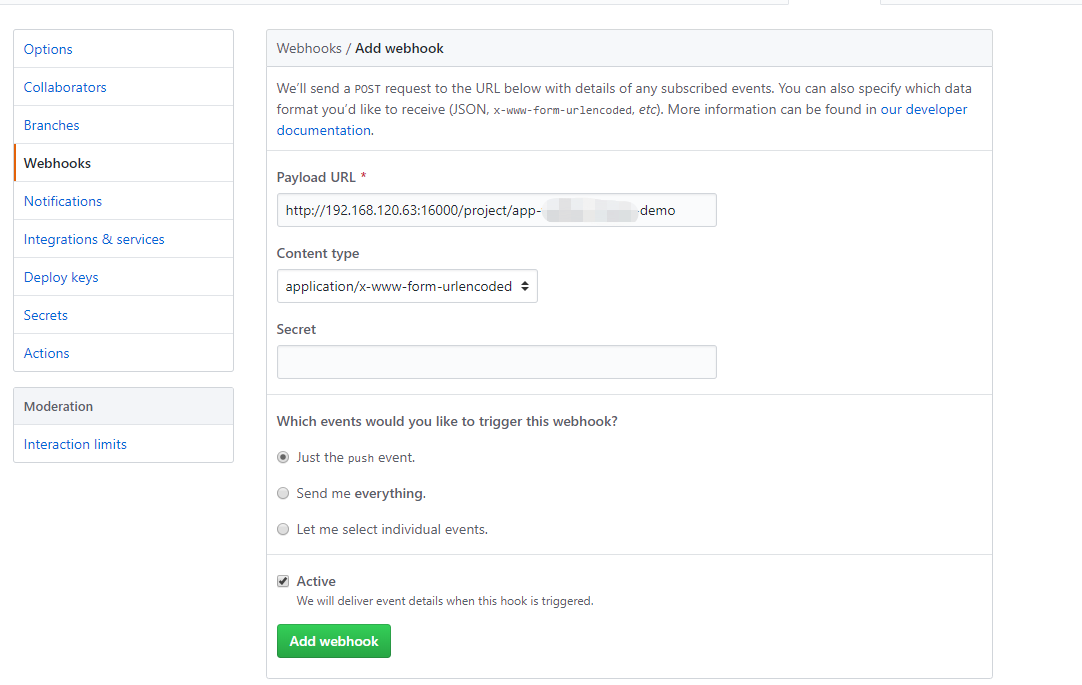 Options
Collaborators
Branches
Webhooks
Notifications
Integrations & services
Deploy keys
Secrets
Actions
Moderation
Interaction limits
Webhooks / Add webhook
We’ll send a POST request to the URL below with details of any subscribed events. You can also specify which data
format you’d like to receive (JSON, x-www-form-urlencoded, etc). More information can be found in our developer
documentation.
Payload URL *
http://192.168.120.63:16000/project/app- -demo
Content type
application/x-www-form-urlencoded
Secret
Which events would you like to trigger this webhook?
Just the push event.
Send me everything.
Let me select individual events.
Active
We will deliver event details when this hook is triggered.
Add webhook